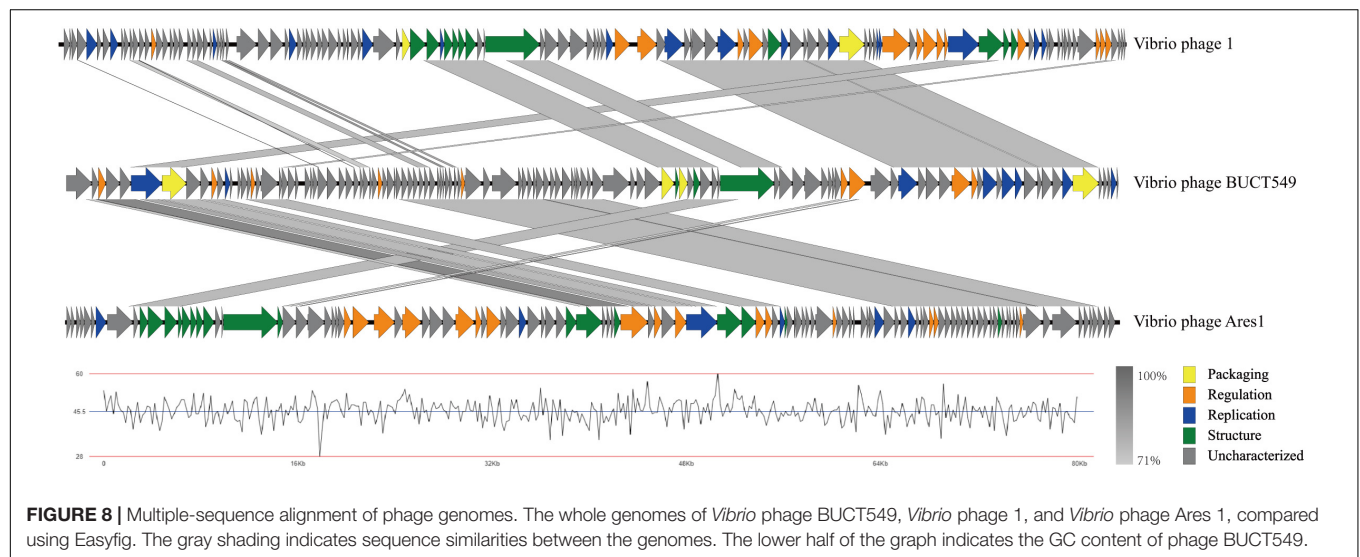 Vibrio phage 1
Vibrio phage BUCT549
Vibrio phage Ares1
60
45.5
28
0
16Kb
32Kb
48Kb
64Kb
80Kb
100%
71%
Packaging
Regulation
Replication
Structure
Uncharacterized
FIGURE 8 | Multiple-sequence alignment of phage genomes. The whole genomes of Vibrio phage BUCT549, Vibrio phage 1, and Vibrio phage Ares 1, compared
using Easyfig. The gray shading indicates sequence similarities between the genomes. The lower half of the graph indicates the GC content of phage BUCT549.